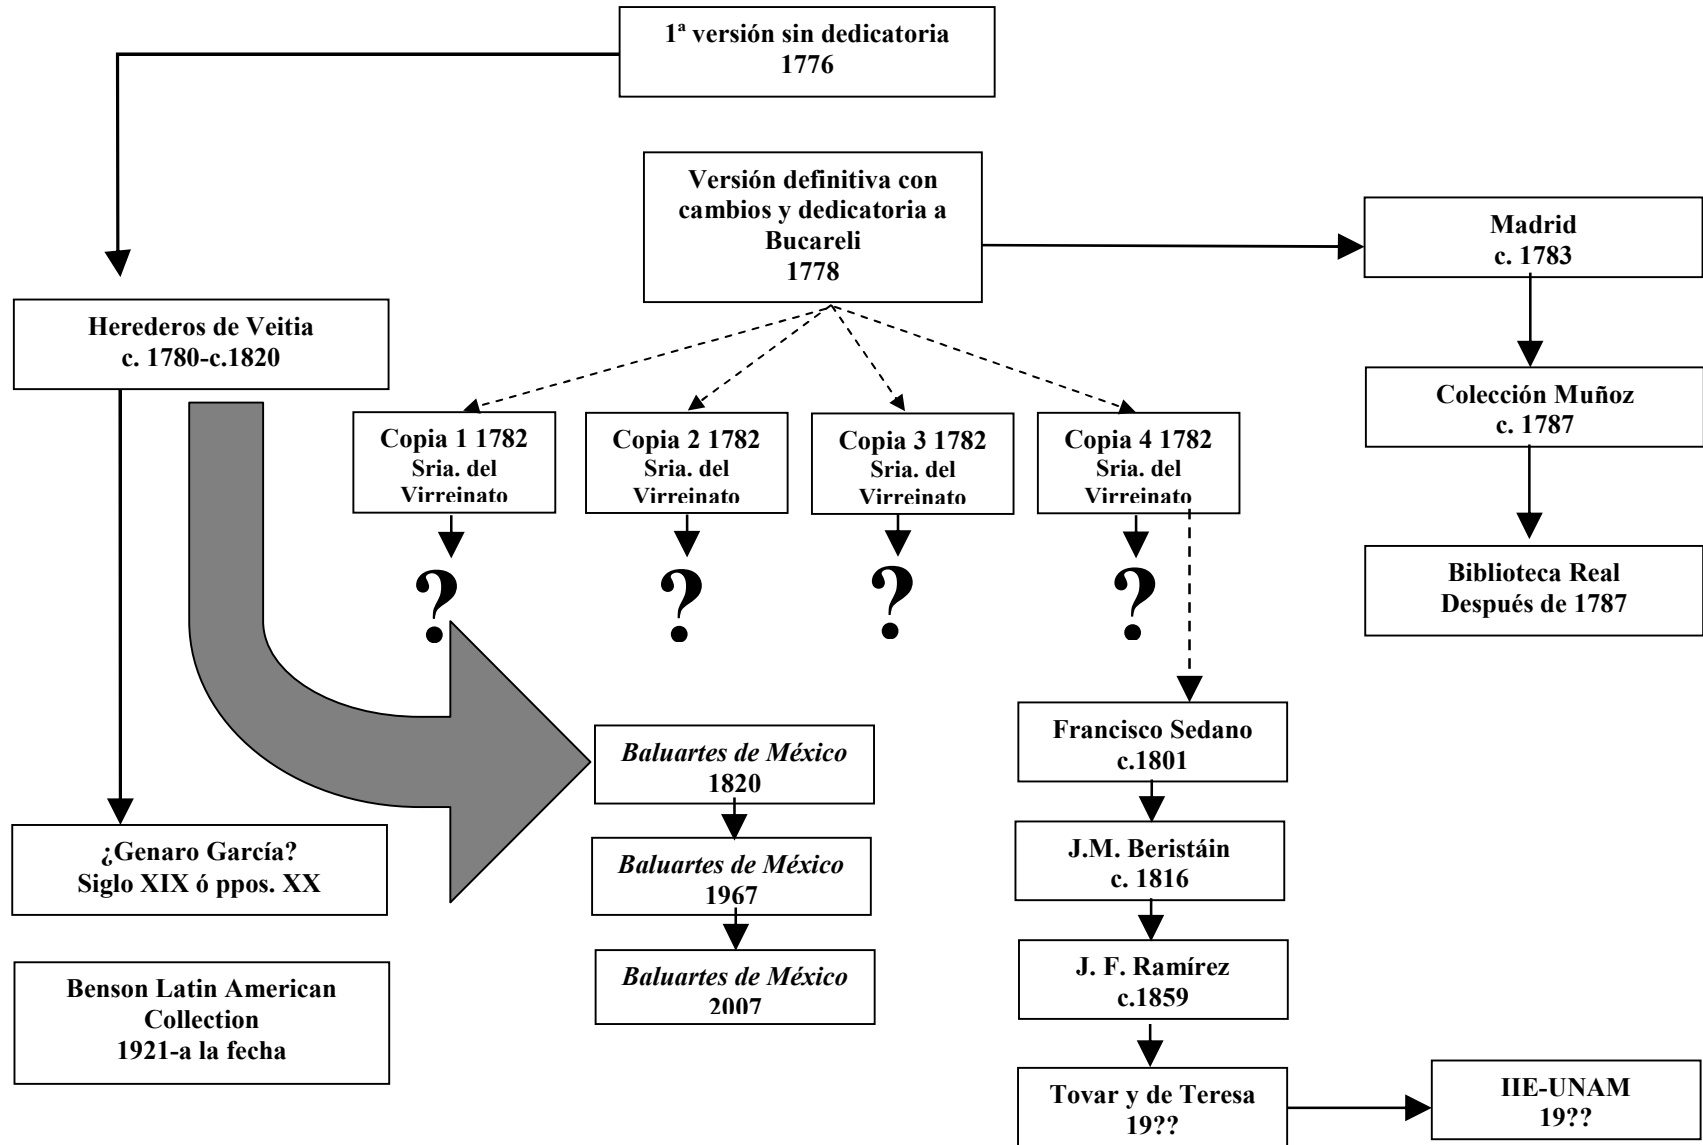 1ª versión sin dedicatoria
1776
Versión definitiva con
cambios y dedicatoria a
Bucareli
1778
Madrid
c. 1783
Herederos de Veitia
c. 1780-c.1820
Colección Muñoz
c. 1787
Copia 1 1782
Sria. del
Virreinato
Copia 2 1782
Sria. del
Virreinato
Copia 3 1782
Sria. del
Virreinato
Copia 4 1782
Sria. del
Virreinato
?
?
?
?
Biblioteca Real
Después de 1787
Francisco Sedano
c.1801
Baluartes de México
1820
¿Genaro García?
Siglo XIX ó ppos. XX
Baluartes de México
1967
J.M. Beristáin
c. 1816
Benson Latin American
Collection
1921-a la fecha
Baluartes de México
2007
J. F. Ramírez
c.1859
Tovar y de Teresa
19??
IIE-UNAM
19??